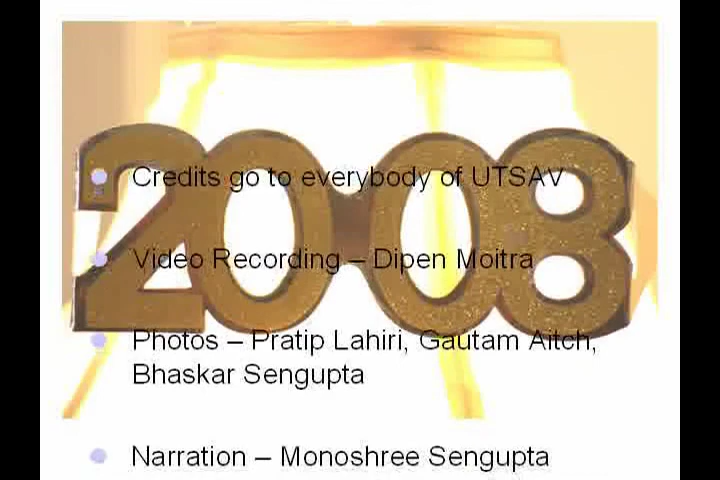 2008
Credits go to everybody of UTSAV
Video Recording – Dipen Moitra
Photos – Pratip Lahiri, Gautam Aitch,
Bhaskar Sengupta
Narration – Monoshree Sengupta